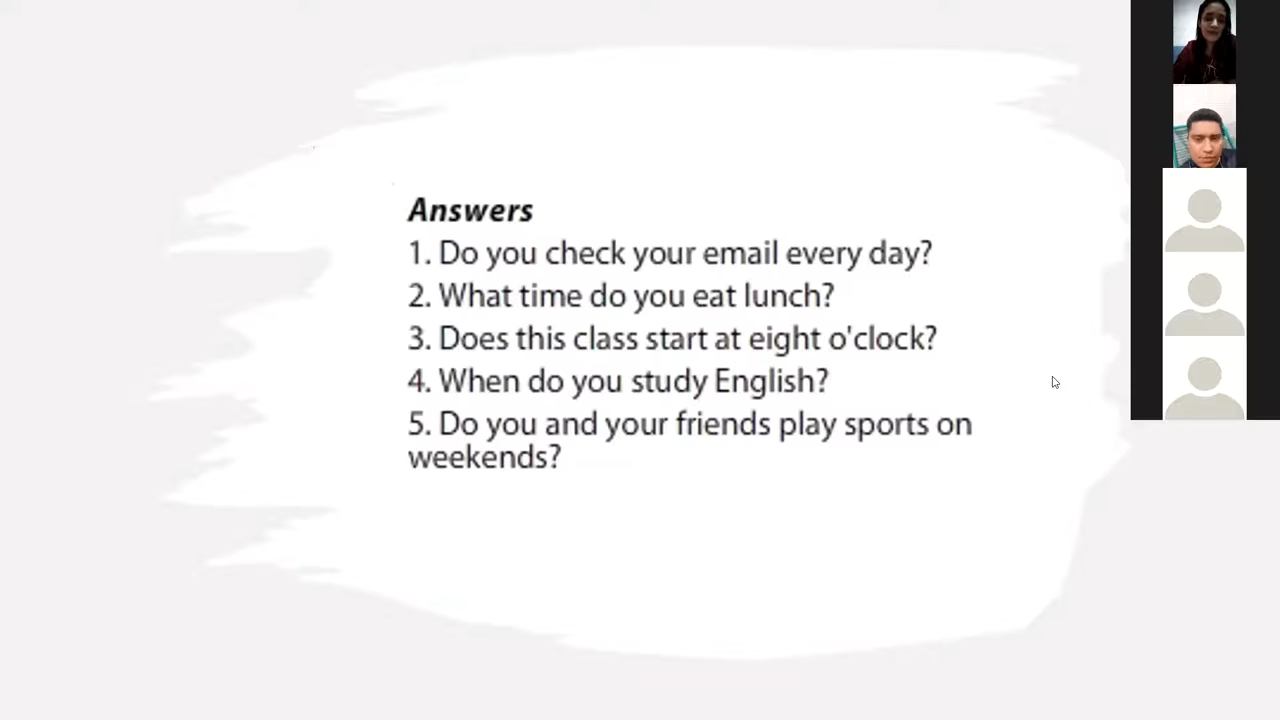 Answers
1. Do you check your email every day?
2. What time do you eat lunch?
3. Does this class start at eight o'clock?
4. When do you study English?
5. Do you and your friends play sports on
weekends?